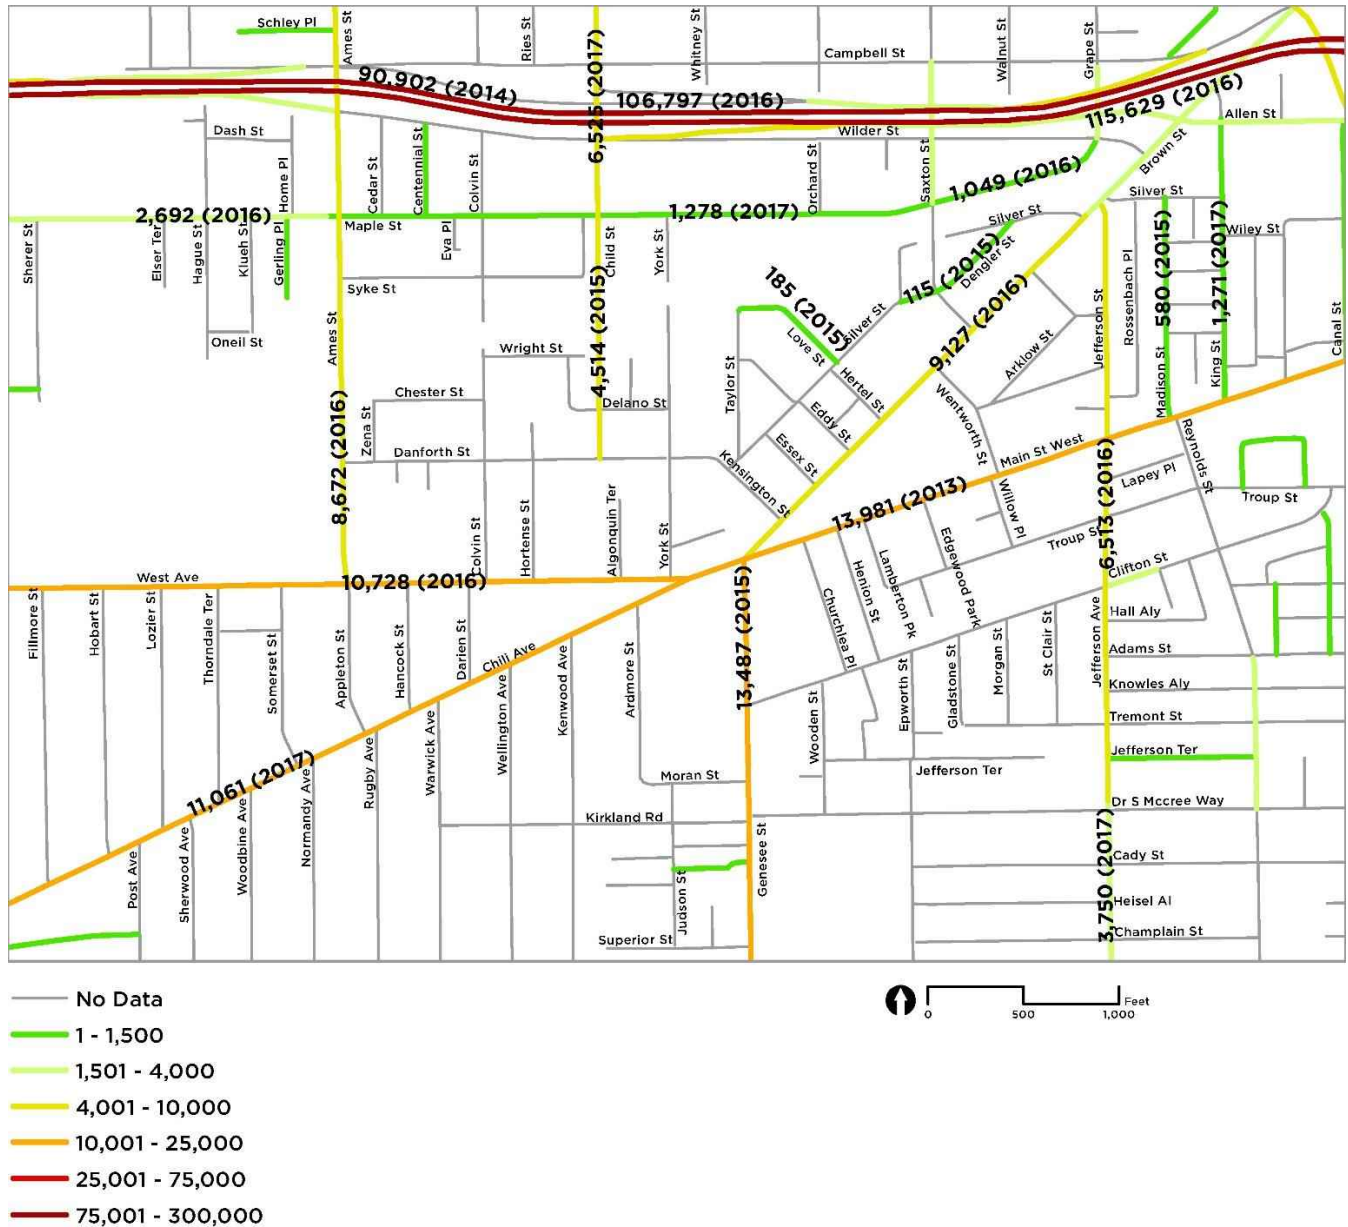 Schley Pl
Ames St
Ries St
6,525 (2017)
Whitney St
Campbell St
Walnut St
Grape St
90,902 (2014)
106,797 (2016)
115,629 (2016)
Dash St
Wilder St
Allen St
Home Pl
Cedar St
Centennial St
Colvin St
Orchard St
Saxton St
Brown St
1,049 (2016)
Silver St
2,692 (2016)
1,278 (2017)
Maple St
Silver St
Sherer St
Elser Ter
Hague St
Klueh St
Gerling Pl
Eva Pl
Child St
York St
Dengler St
Rossenbach Pl
580 (2015)
1,271 (2017)
Wiley St
Syke St
185 (2015)
115 (2015)
9,127 (2016)
Canal St
Oneil St
Ames St
4,514 (2015)
Love St
Silver St
Jefferson St
Wright St
Arklow St
Chester St
Delano St
Taylor St
Hertel St
Wentworth St
Madison St
King St
Zena St
Eddy St
8,672 (2016)
Danforth St
Essex St
Main St West
Reynolds St
Kensington St
Lapey Pl
13,981 (2013)
Willow Pl
6,513 (2016)
Troup St
Colvin St
Hortense St
Algonquin Ter
York St
Troup St
Edgewood Park
Lamberton Pk
Henion St
Churchlea Pl
Clifton St
West Ave
10,728 (2016)
13,487 (2015)
Hall Aly
Fillmore St
Hobart St
Lozier St
Thorndale Ter
Somerset St
Appleton St
Hancock St
Darien St
Chili Ave
Wellington Ave
Kenwood Ave
Ardmore St
Wooden St
Epworth St
Gladstone St
Morgan St
St Clair St
Jefferson Ave
Adams St
Knowles Aly
Tremont St
Jefferson Ter
Jefferson Ter
11,061 (2017)
Rugby Ave
Warwick Ave
Moran St
Normandy Ave
Woodbine Ave
Sherwood Ave
Post Ave
Kirkland Rd
Dr S Mccree Way
Genesee St
Judson St
3,750 (2017)
Cady St
Heisel Al
Champlain St
Superior St
No Data
1 - 1,500
1,501 - 4,000
4,001 - 10,000
10,001 - 25,000
25,001 - 75,000
75,001 - 300,000
Feet
0 500 1,000